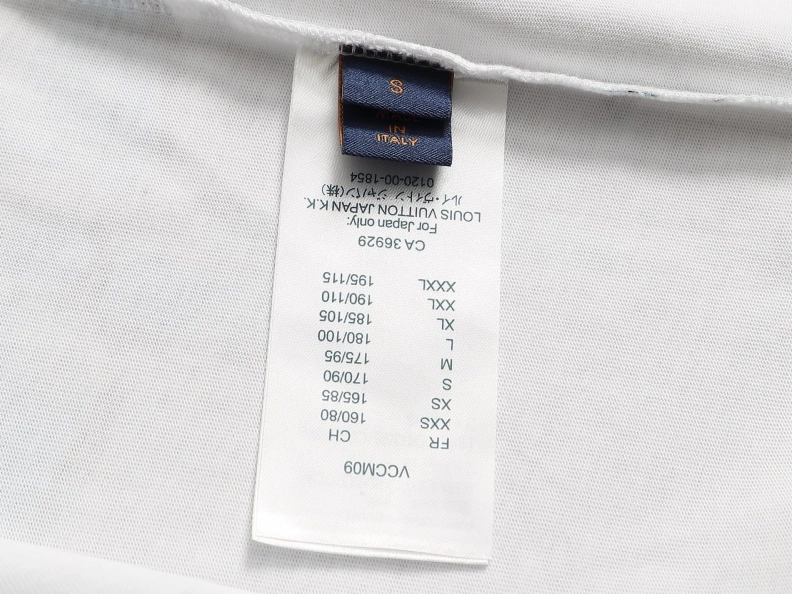 S
MADE
IN
ITALY
VCCM09
FR CH
XXS 160/80
XS 165/85
S 170/90
M 175/95
L 180/100
XL 185/105
XXL 190/110
XXXL 195/115
CA 36929
For Japan only:
LOUIS VUITTON JAPAN K.K.
ルイ・ヴィトン ジャパン(株)
0120-00-1854